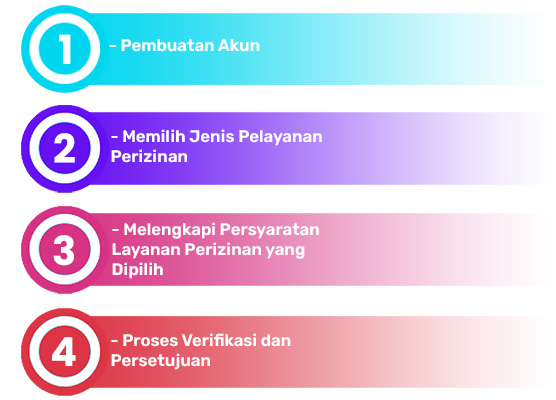 1
- Pembuatan Akun
2
- Memilih Jenis Pelayanan
Perizinan
3
- Melengkapi Persyaratan
Layanan Perizinan yang
Dipilih
4
- Proses Verifikasi dan
Persetujuan